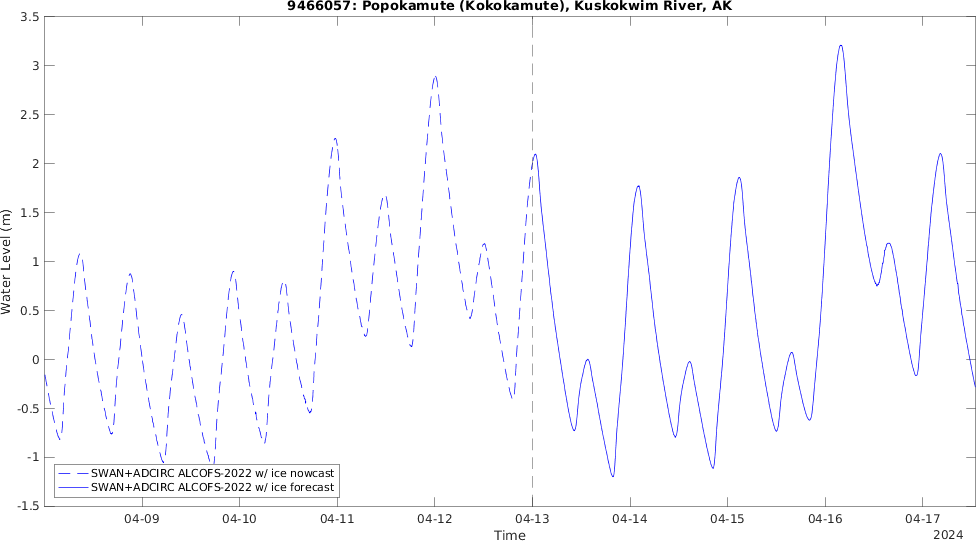 9466057: Popokamute (Kokokamute), Kuskokwim River, AK
3.5
3
2.5
2
1.5
1
0.5
0
-0.5
-1
-1.5
Water Level (m)
SWAN+ADCIRC ALCOFS-2022 w/ ice nowcast
SWAN+ADCIRC ALCOFS-2022 w/ ice forecast
04-09 04-10 04-11 04-12 04-13 04-14 04-15 04-16 04-17
Time
2024